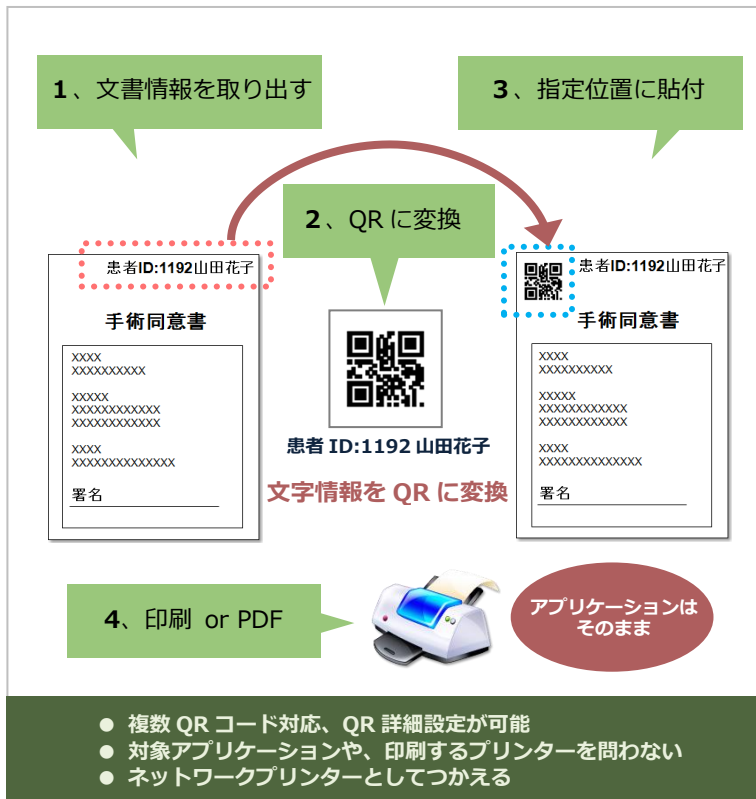 1、文書情報を取り出す
3、指定位置に貼付
2、QRに変換
患者ID:1192山田花子
手術同意書
XXXX
XXXXXXXXXX
XXXXX
XXXXXXXXXXXX
XXXXXXXXXXXX
XXXX
XXXXXXXXXXXXXX
署名
患者 ID:1192 山田花子
文字情報を QR に変換
患者ID:1192山田花子
手術同意書
XXXX
XXXXXXXXXX
XXXXX
XXXXXXXXXXXX
XXXXXXXXXXXX
XXXX
XXXXXXXXXXXXXX
署名
4、印刷 or PDF
アプリケーションは
そのまま
● 複数 QR コード対応、QR 詳細設定が可能
● 対象アプリケーションや、印刷するプリンターを問わない
● ネットワークプリンターとしてつかえる